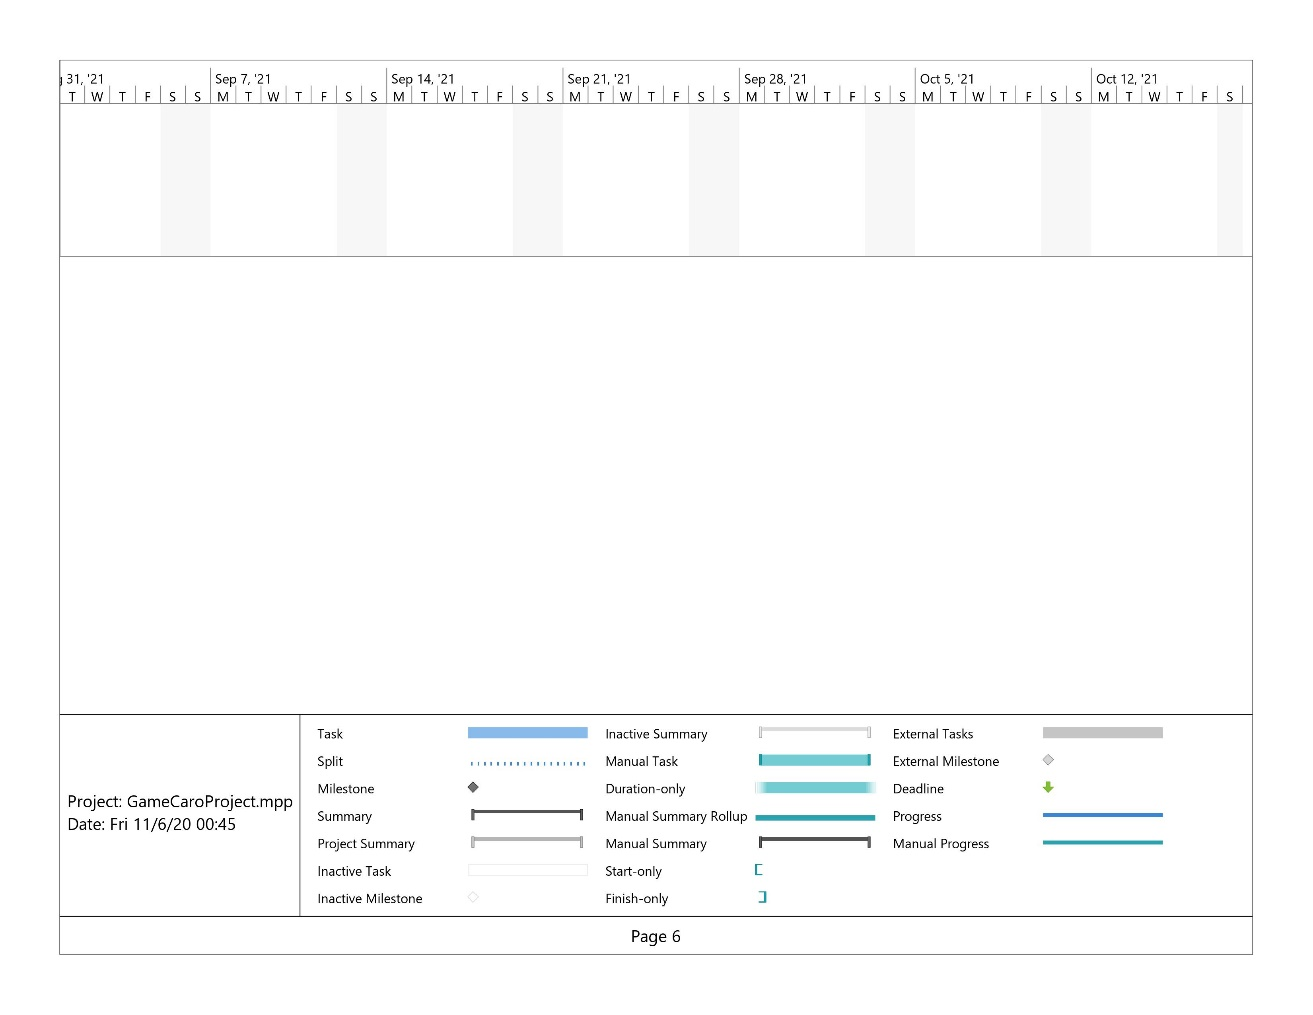 31, '21 Sep 7, '21 Sep 14, '21 Sep 21, '21 Sep 28, '21 Oct 5, '21 Oct 12, '21
T W T F S S M T W T F S S M T W T F S S M T W T F S S M T W T F S S M T W T F S S M T W T F S
Task Inactive Summary External Tasks
Split Manual Task External Milestone
Milestone Duration-only Deadline
Project: GameCaroProject.mpp
Date: Fri 11/6/20 00:45
Summary Manual Summary Rollup Progress
Project Summary Manual Summary Manual Progress
Inactive Task Start-only
Inactive Milestone Finish-only
Page 6